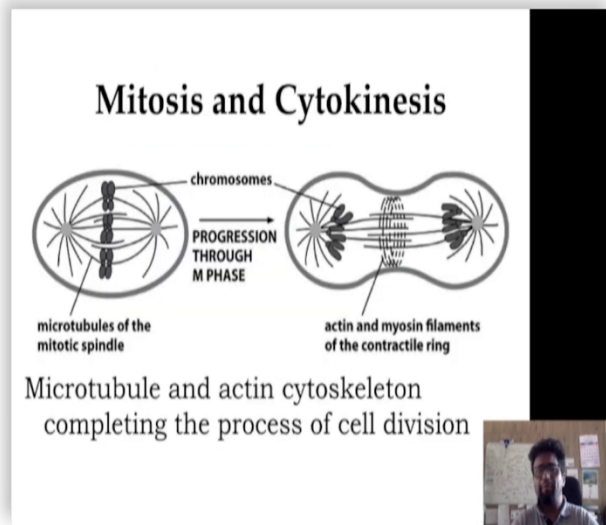 Mitosis and Cytokinesis
chromosomes
PROGRESSION
THROUGH
M PHASE
microtubules of the
mitotic spindle
actin and myosin filaments
of the contractile ring
Microtubule and actin cytoskeleton
completing the process of cell division